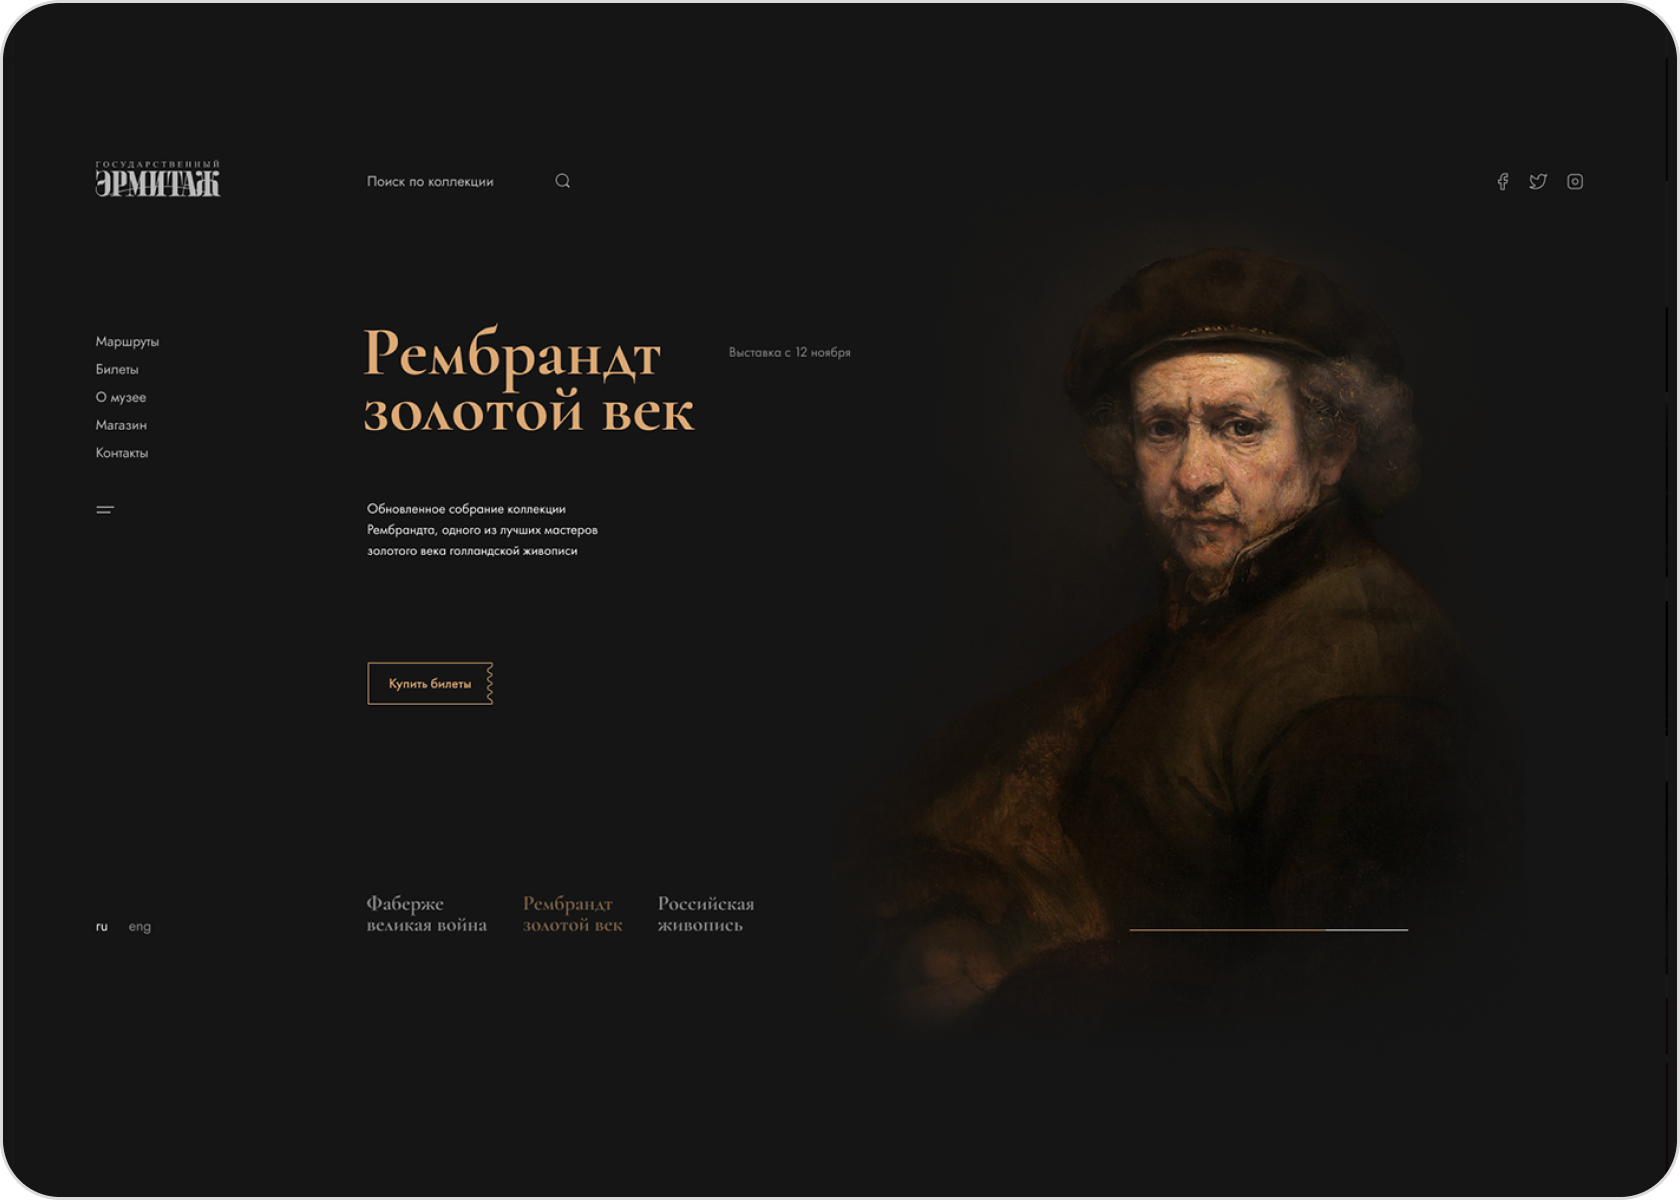 ГОСУДАРСТВЕННЫЙ
ЭРМИТАЖ
Поиск по коллекции
Маршруты
Билеты
О музее
Магазин
Контакты
Рембрандт
золотой век
Выставка с 12 ноября
Обновленное собрание коллекции
Рембрандта, одного из лучших мастеров
золотого века голландской живописи
Купить билеты
Фаберже
великая война
Рембрандт
золотой век
Российская
живопись
ru eng